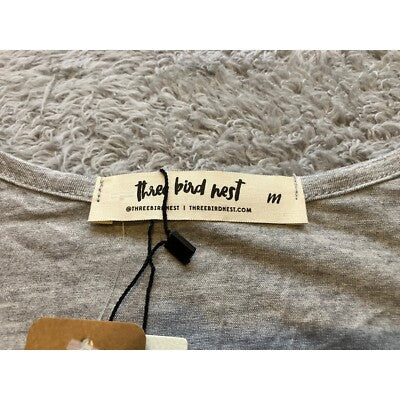 three bird nest m
@THREEBIRDNEST | THREEBIRDNEST.COM